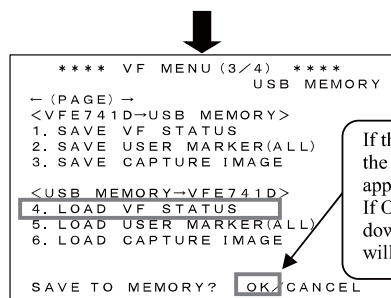 **** VF MENU (3/4) ****
USB MEMORY
← (PAGE) →
<VFE741D→USB MEMORY>
1. SAVE VF STATUS
2. SAVE USER MARKER(ALL)
3. SAVE CAPTURE IMAGE
<USB MEMORY→VFE741D>
4. LOAD VF STATUS
5. LOAD USER MARKER(ALL)
6. LOAD CAPTURE IMAGE
SAVE TO MEMORY? OK/CANCEL
If
the
app
If O
down
will